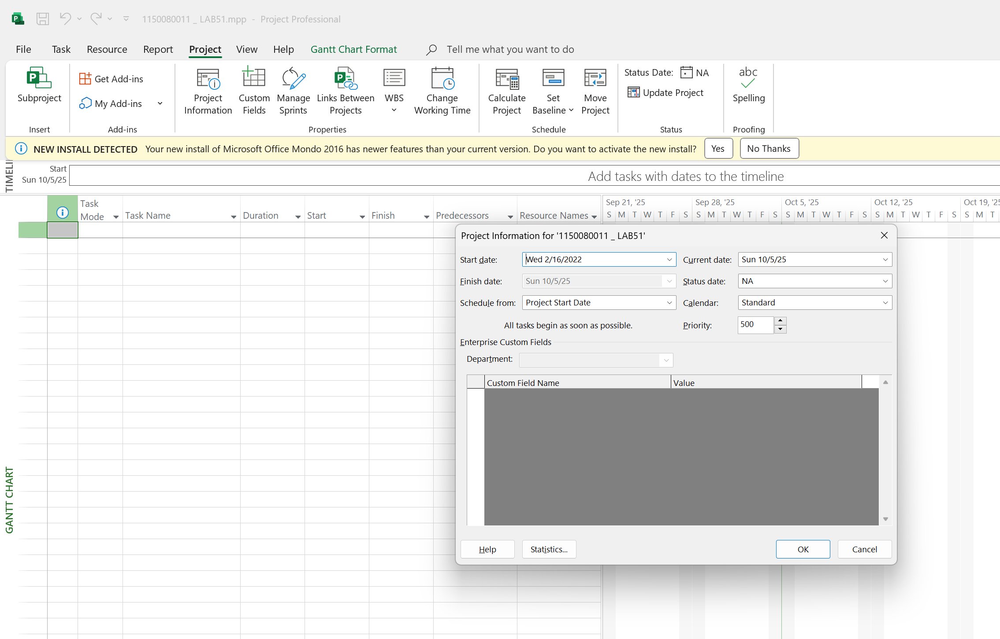 1150080011 _ LAB51.mpp - Project Professional
File Task Resource Report Project View Help Gantt Chart Format Tell me what you want to do
Subproject
Insert
Get Add-ins
My Add-ins
Add-ins
Project
Information
Custom
Fields
Manage
Sprints
Links Between
Projects
WBS
Change
Working Time
Properties
Calculate
Project
Set
Baseline
Move
Project
Schedule
Status Date: NA
Update Project
Status
abc
Spelling
Proofing
NEW INSTALL DETECTED Your new install of Microsoft Office Mondo 2016 has newer features than your current version. Do you want to activate the new install? Yes No Thanks
Start
Sun 10/5/25
Add tasks with dates to the timeline
Task
Mode
Task Name
Duration
Start
Finish
Predecessors
Resource Names
Sep 21, '25 Sep 28, '25 Oct 5, '25 Oct 12, '25 Oct 19, '25
S M T W T F S S M T W T F S S M T W T F S S M T W T F S S M T
GANTT CHART
Project Information for '1150080011 _ LAB51'
Start date: Wed 2/16/2022 Current date: Sun 10/5/25
Finish date: Sun 10/5/25 Status date: NA
Schedule from: Project Start Date Calendar: Standard
All tasks begin as soon as possible. Priority: 500
Enterprise Custom Fields
Department:
Custom Field Name Value
Help Statistics... OK Cancel